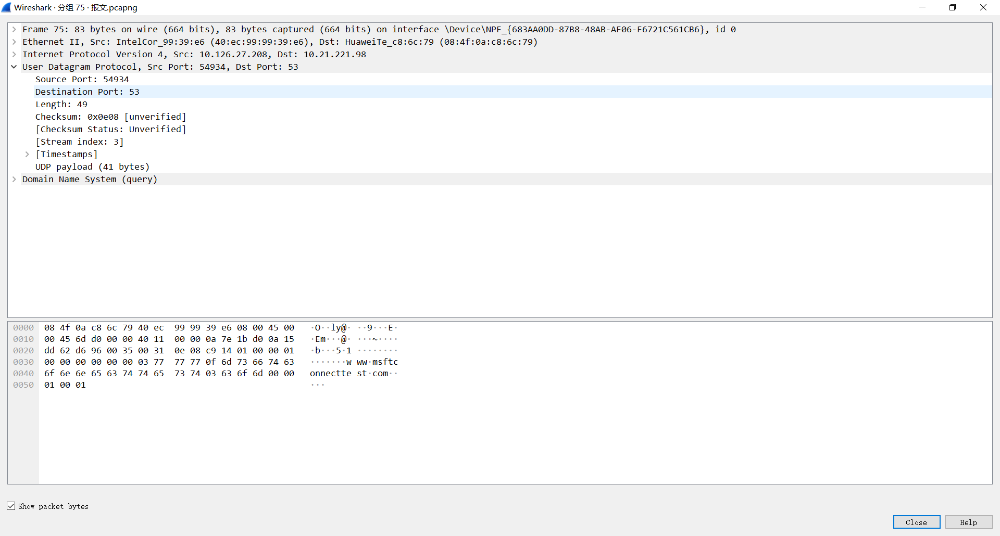 Wireshark · 分组 75 · 报文.pcapng
Frame 75: 83 bytes on wire (664 bits), 83 bytes captured (664 bits) on interface \Device\NPF_{683AA0DD-87B8-48AB-AF06-F6721C561CB6}, id 0
Ethernet II, Src: IntelCor_99:39:e6 (40:ec:99:99:39:e6), Dst: HuaweiTe_c8:6c:79 (08:4f:0a:c8:6c:79)
Internet Protocol Version 4, Src: 10.126.27.208, Dst: 10.21.221.98
User Datagram Protocol, Src Port: 54934, Dst Port: 53
Source Port: 54934
Destination Port: 53
Length: 49
Checksum: 0x0e08 [unverified]
[Checksum Status: Unverified]
[Stream index: 3]
[Timestamps]
UDP payload (41 bytes)
Domain Name System (query)
0000 08 4f 0a c8 6c 79 40 ec 99 99 39 e6 08 00 45 00 ·O··ly@· ··9···E·
0010 00 45 6d d0 00 00 40 11 00 00 0a 7e 1b d0 0a 15 ·Em···@· ···~····
0020 dd 62 d6 96 00 35 00 31 0e 08 c9 14 01 00 00 01 ·b···5·1 ········
0030 00 00 00 00 00 00 03 77 77 77 0f 6d 73 66 74 63 ·······w ww·msftc
0040 6f 6e 6e 65 63 74 74 65 73 74 03 63 6f 6d 00 00 onnectte st·com··
0050 01 00 01 ···
Show packet bytes
Close Help